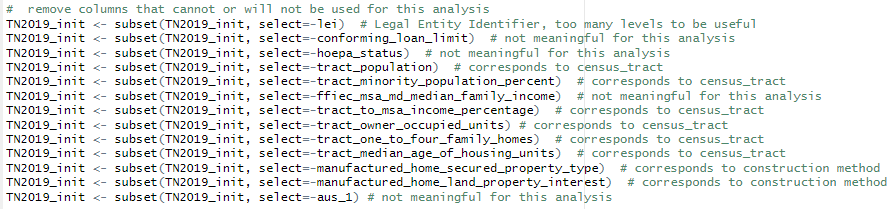 #  remove columns that cannot or will not be used for this analysis
TN2019_init <- subset(TN2019_init, select=-lei)  # Legal Entity Identifier, too many levels to be useful
TN2019_init <- subset(TN2019_init, select=-conforming_loan_limit)  # not meaningful for this analysis
TN2019_init <- subset(TN2019_init, select=-hoepa_status)  # not meaningful for this analysis
TN2019_init <- subset(TN2019_init, select=-tract_population)  # corresponds to census_tract
TN2019_init <- subset(TN2019_init, select=-tract_minority_population_percent)  # corresponds to census_tract
TN2019_init <- subset(TN2019_init, select=-ffiec_msa_md_median_family_income)  # not meaningful for this analysis
TN2019_init <- subset(TN2019_init, select=-tract_to_msa_income_percentage)  # corresponds to census_tract
TN2019_init <- subset(TN2019_init, select=-tract_owner_occupied_units) # corresponds to census_tract
TN2019_init <- subset(TN2019_init, select=-tract_one_to_four_family_homes)  # corresponds to census_tract
TN2019_init <- subset(TN2019_init, select=-tract_median_age_of_housing_units)  # corresponds to census_tract
TN2019_init <- subset(TN2019_init, select=-manufactured_home_secured_property_type)  # corresponds to construction method
TN2019_init <- subset(TN2019_init, select=-manufactured_home_land_property_interest)  # corresponds to construction method
TN2019_init <- subset(TN2019_init, select=-aus_1) # not meaningful for this analysis